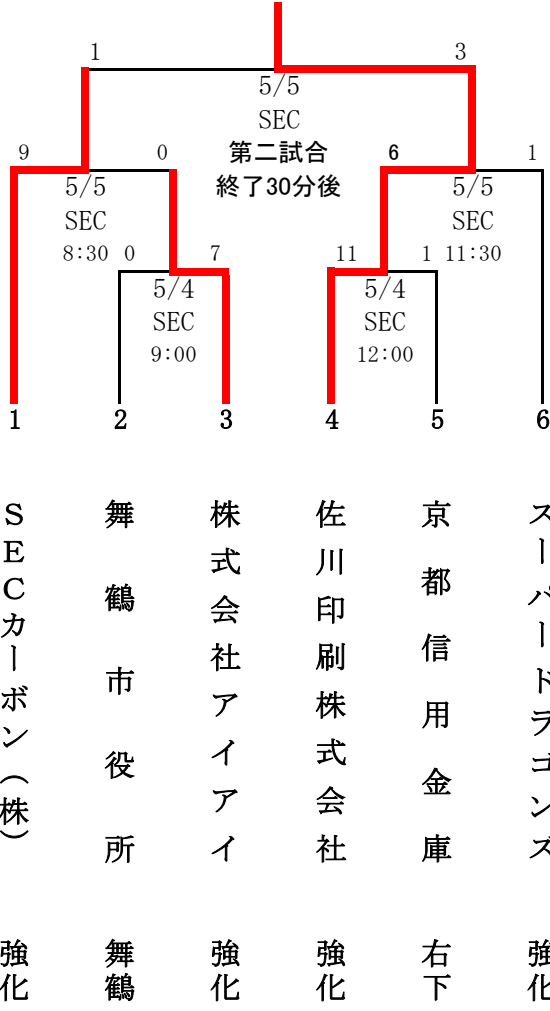 1
3
5/5
SEC
第二試合
終了30分後
9
0
6
1
5/5
SEC
8:30
5/5
SEC
11:30
0
7
11
1
5/4
SEC
9:00
5/4
SEC
12:00
1
2
3
4
5
6
SECカーボン(株)
舞鶴市役所
株式会社アイアイ
佐川印刷株式会社
京都信用金庫
スーパードラゴンズ
強化
舞鶴
強化
強化
右下
強化